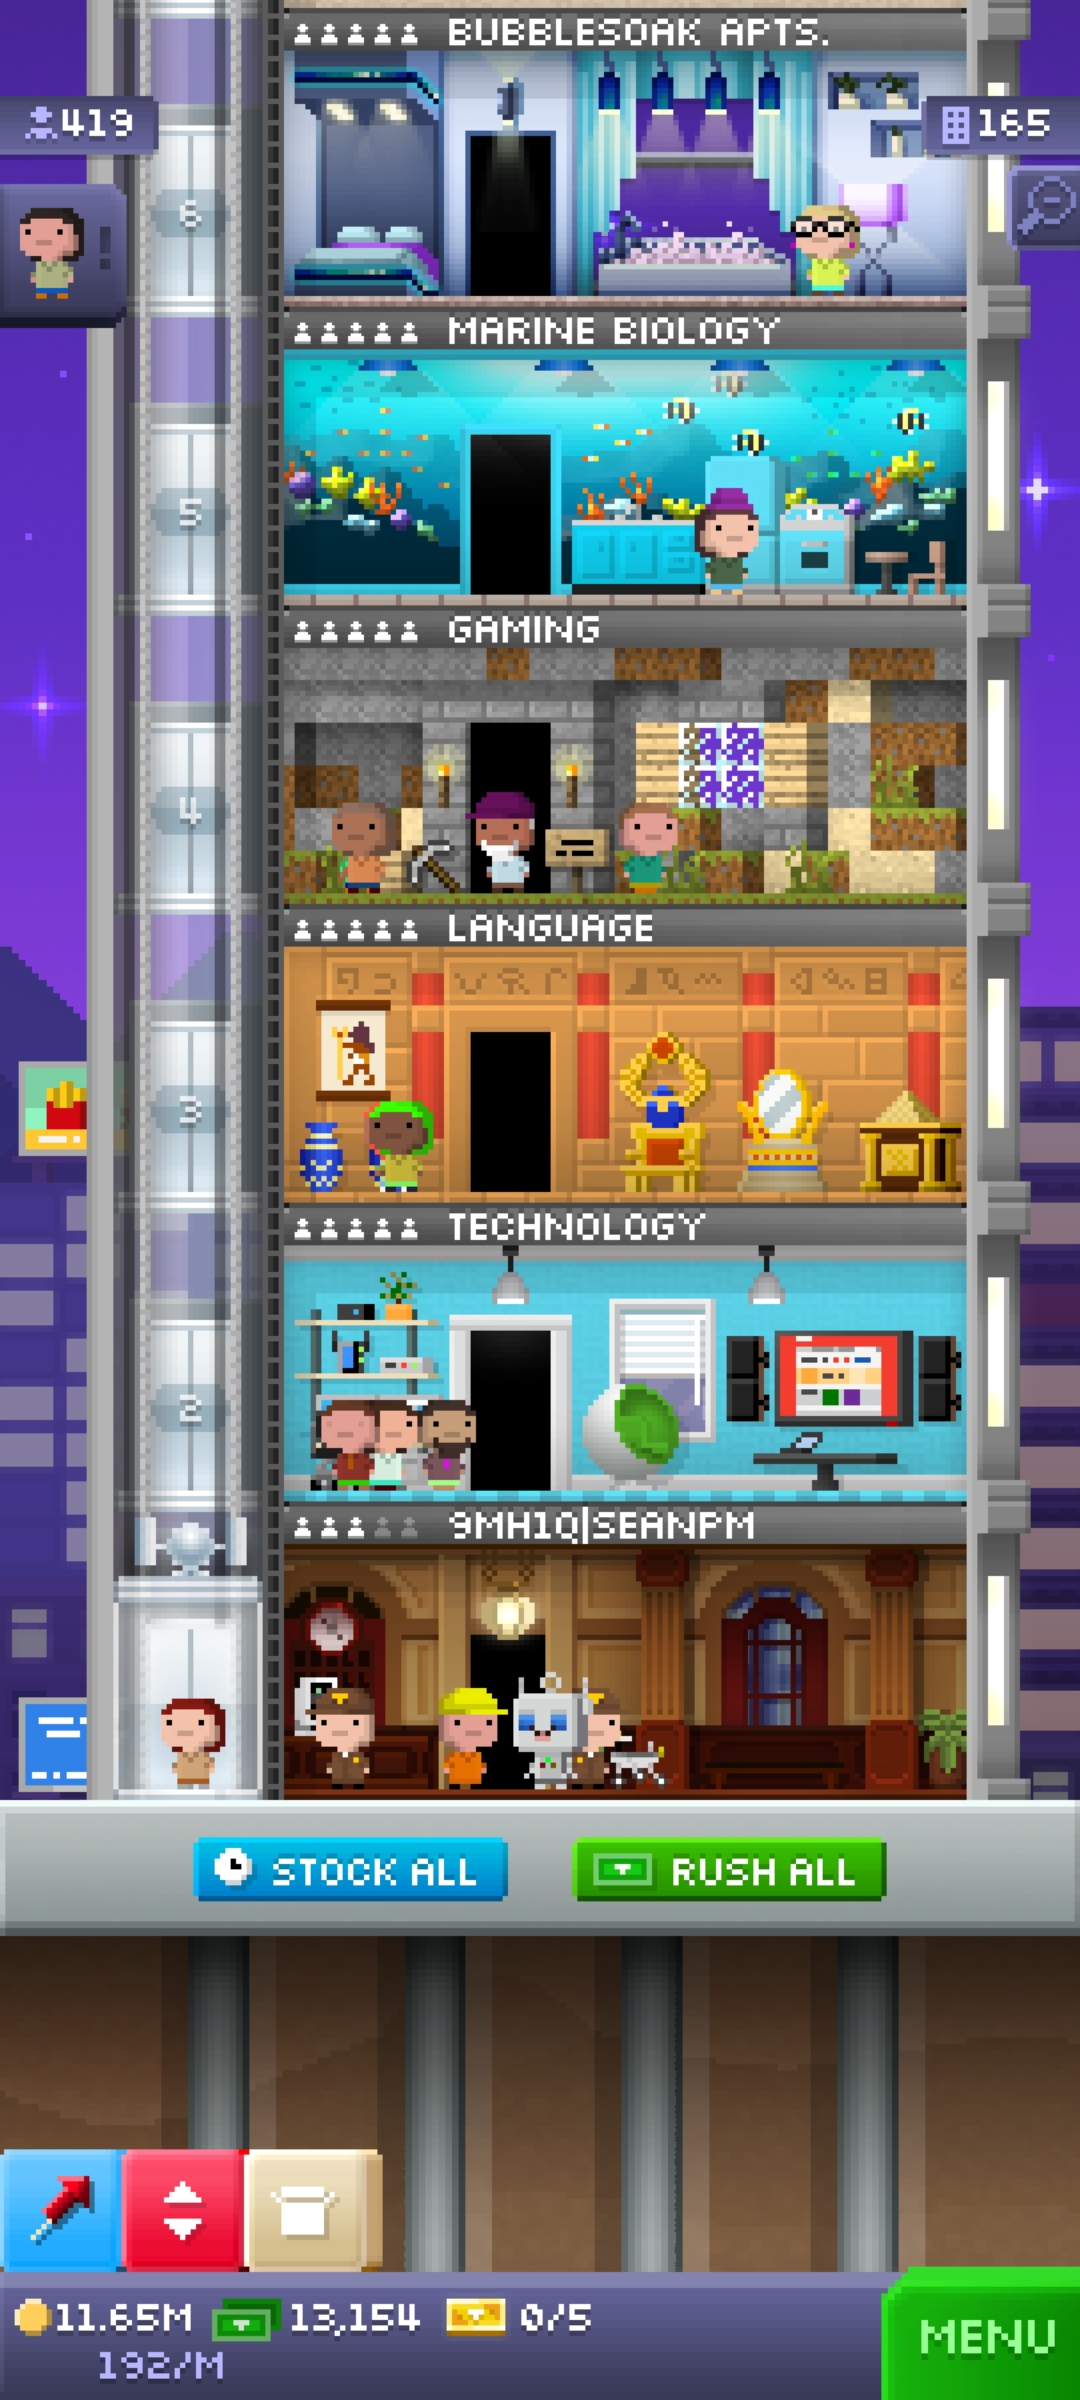 BUBBLESOAK APTS.
419
165
6
MARINE BIOLOGY
5
GAMING
4
LANGUAGE
3
TECHNOLOGY
2
9MH1Q|SEANPM
STOCK ALL
RUSH ALL
11.65M
13,154
0/5
192/M
MENU